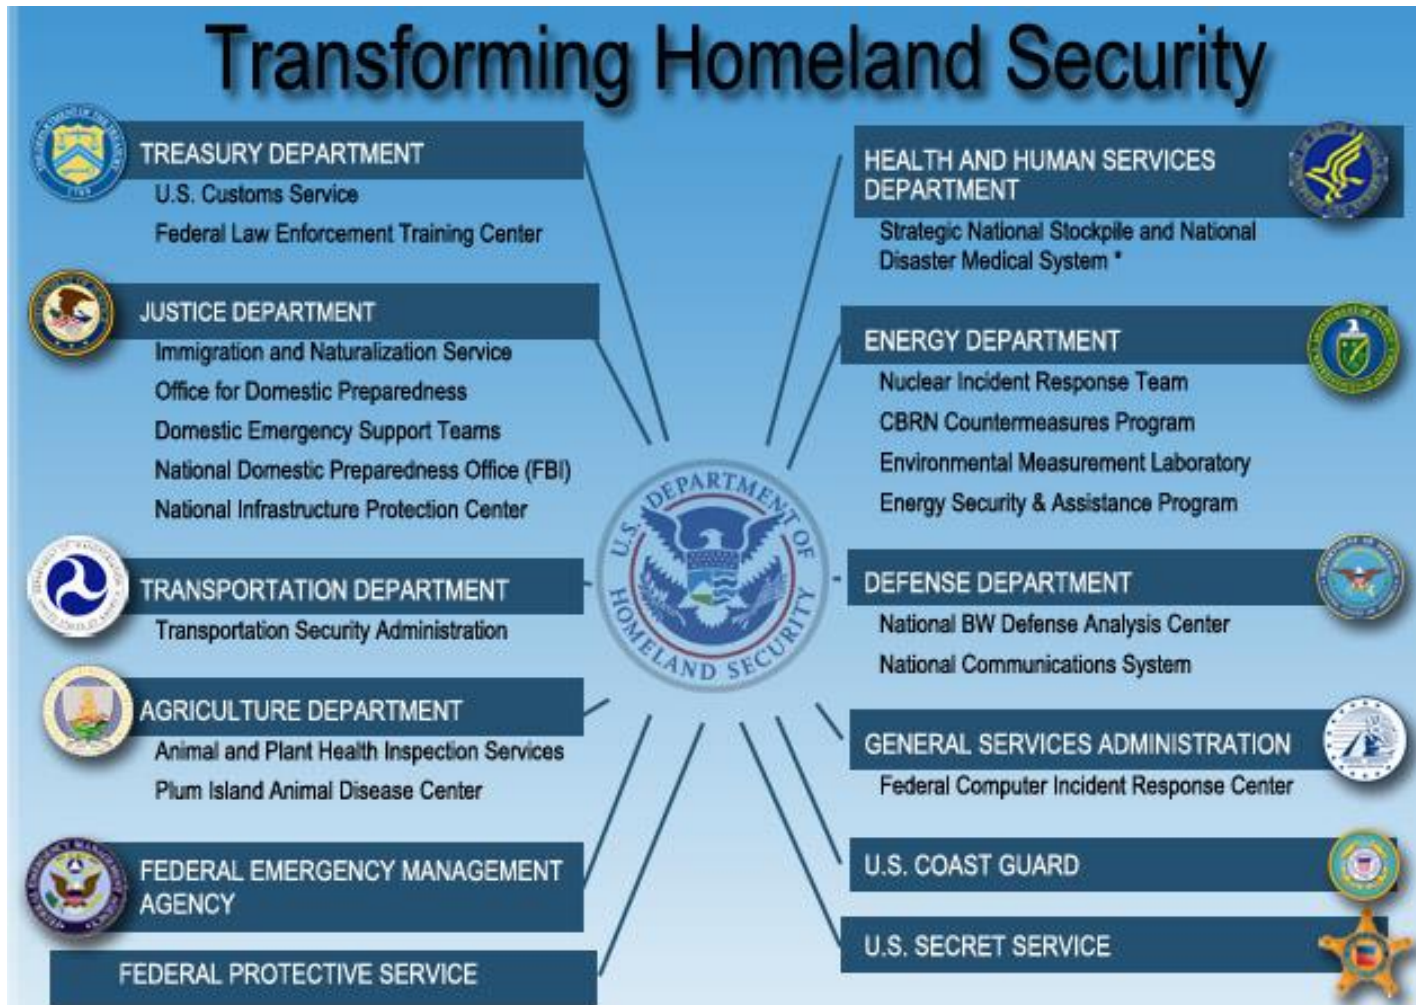 Transforming Homeland Security
TREASURY DEPARTMENT
U.S. Customs Service
Federal Law Enforcement Training Center
JUSTICE DEPARTMENT
Immigration and Naturalization Service
Office for Domestic Preparedness
Domestic Emergency Support Teams
National Domestic Preparedness Office (FBI)
National Infrastructure Protection Center
TRANSPORTATION DEPARTMENT
Transportation Security Administration
AGRICULTURE DEPARTMENT
Animal and Plant Health Inspection Services
Plum Island Animal Disease Center
FEDERAL EMERGENCY MANAGEMENT
AGENCY
FEDERAL PROTECTIVE SERVICE
U.S. DEPARTMENT OF
HOMELAND SECURITY
HEALTH AND HUMAN SERVICES
DEPARTMENT
Strategic National Stockpile and National
Disaster Medical System *
ENERGY DEPARTMENT
Nuclear Incident Response Team
CBRN Countermeasures Program
Environmental Measurement Laboratory
Energy Security & Assistance Program
DEFENSE DEPARTMENT
National BW Defense Analysis Center
National Communications System
GENERAL SERVICES ADMINISTRATION
Federal Computer Incident Response Center
U.S. COAST GUARD
U.S. SECRET SERVICE